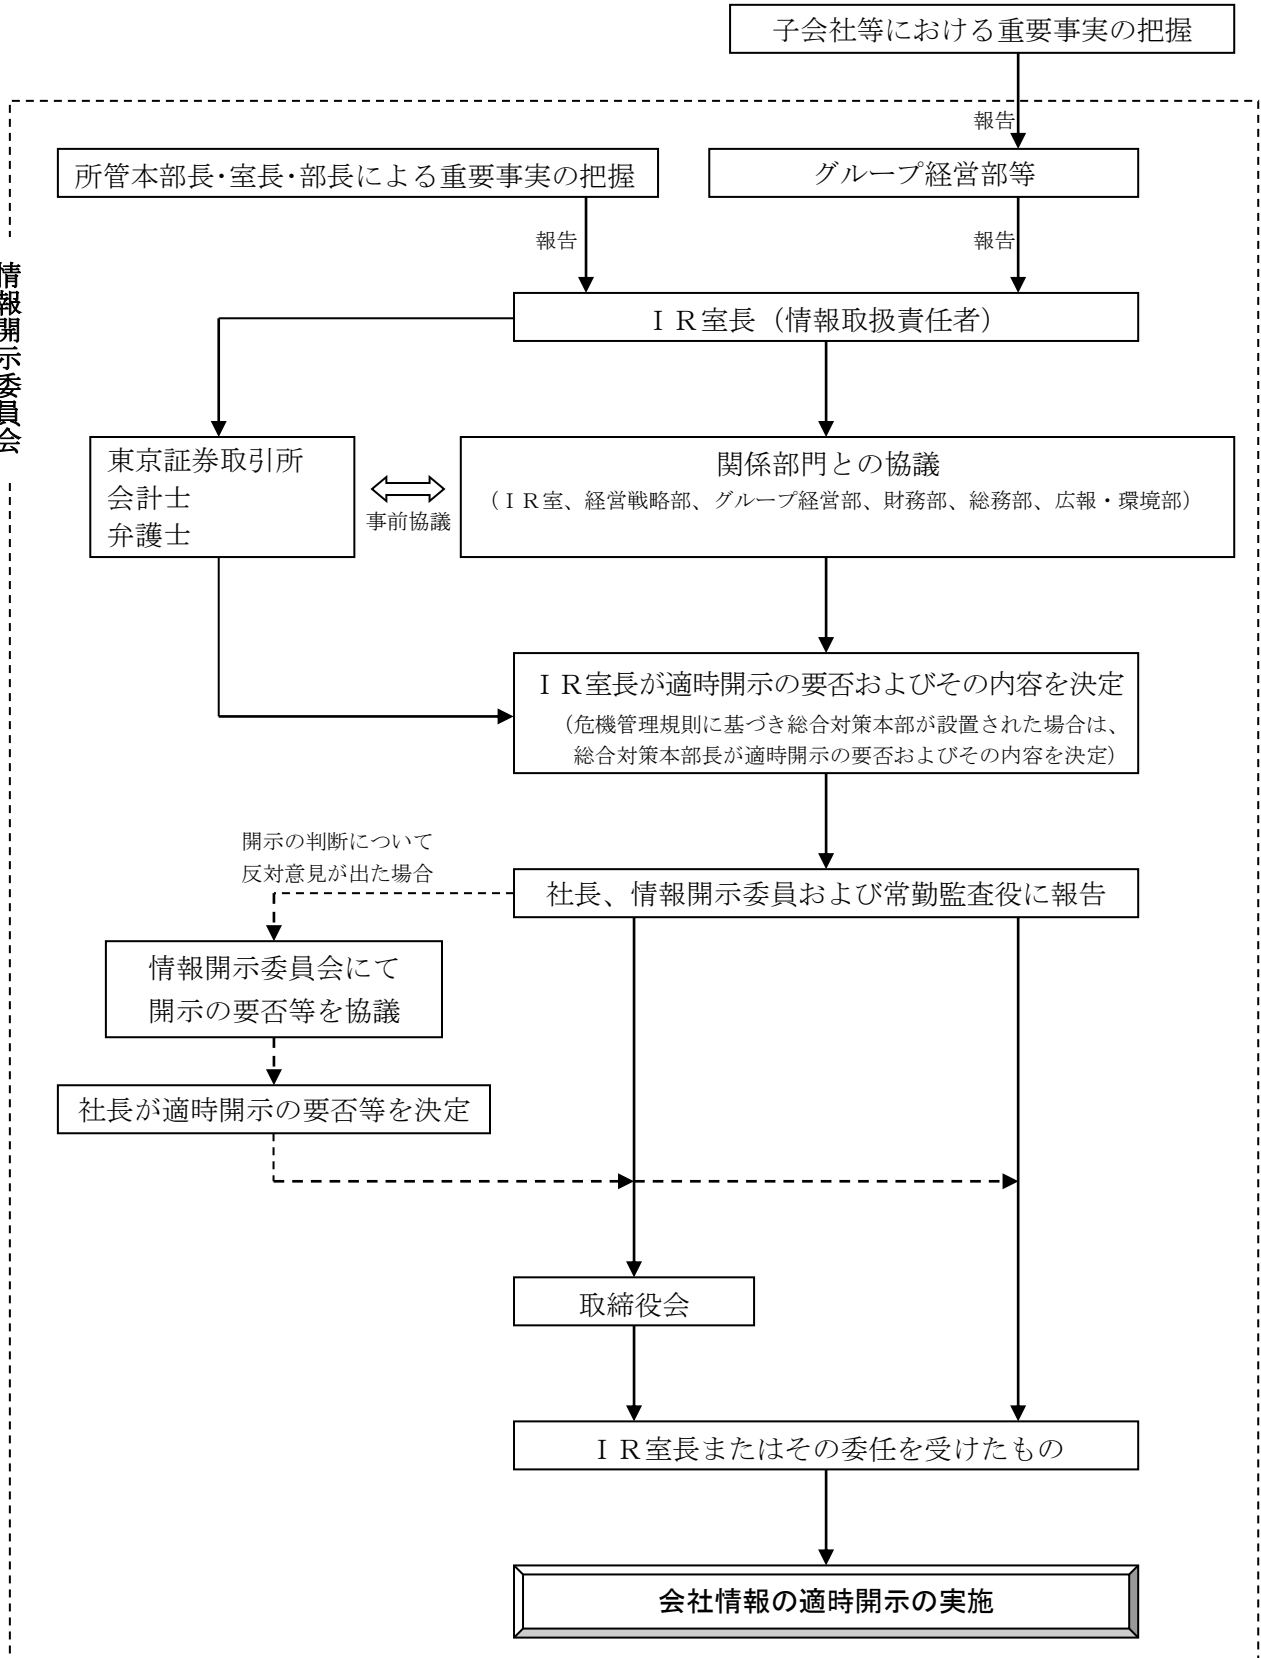 子会社等における重要事実の把握
報告
所管本部長・室長・部長による重要事実の把握
グループ経営部等
報告
報告
情報開示委員会
ＩＲ室長（情報取扱責任者）
東京証券取引所
会計士
弁護士
事前協議
関係部門との協議
（ＩＲ室、経営戦略部、グループ経営部、財務部、総務部、広報・環境部）
ＩＲ室長が適時開示の要否およびその内容を決定
（危機管理規則に基づき総合対策本部が設置された場合は、
総合対策本部長が適時開示の要否およびその内容を決定）
開示の判断について
反対意見が出た場合
社長、情報開示委員および常勤監査役に報告
情報開示委員会にて
開示の要否等を協議
社長が適時開示の要否等を決定
取締役会
ＩＲ室長またはその委任を受けたもの
会社情報の適時開示の実施